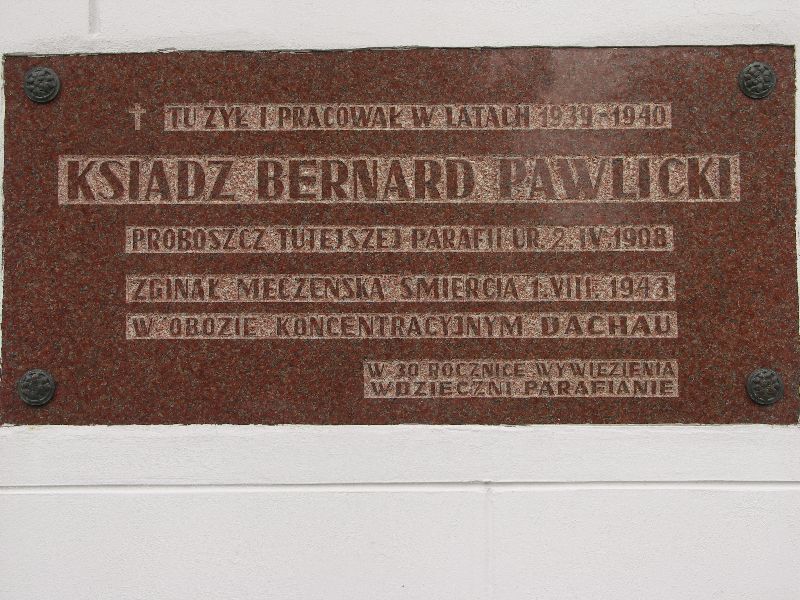 ✝ TU ŻYŁ I PRACOWAŁ W LATACH 1939-1940
KSIĄDZ BERNARD PAWLICKI
PROBOSZCZ TUTEJSZEJ PARAFII UR. 2. IV. 1908
ZGINĄŁ MĘCZEŃSKĄ ŚMIERCIĄ 1. VIII. 1943
W OBOZIE KONCENTRACYJNYM DACHAU
W 30 ROCZNICĘ WYWIEZIENIA
WDZIĘCZNI PARAFIANIE